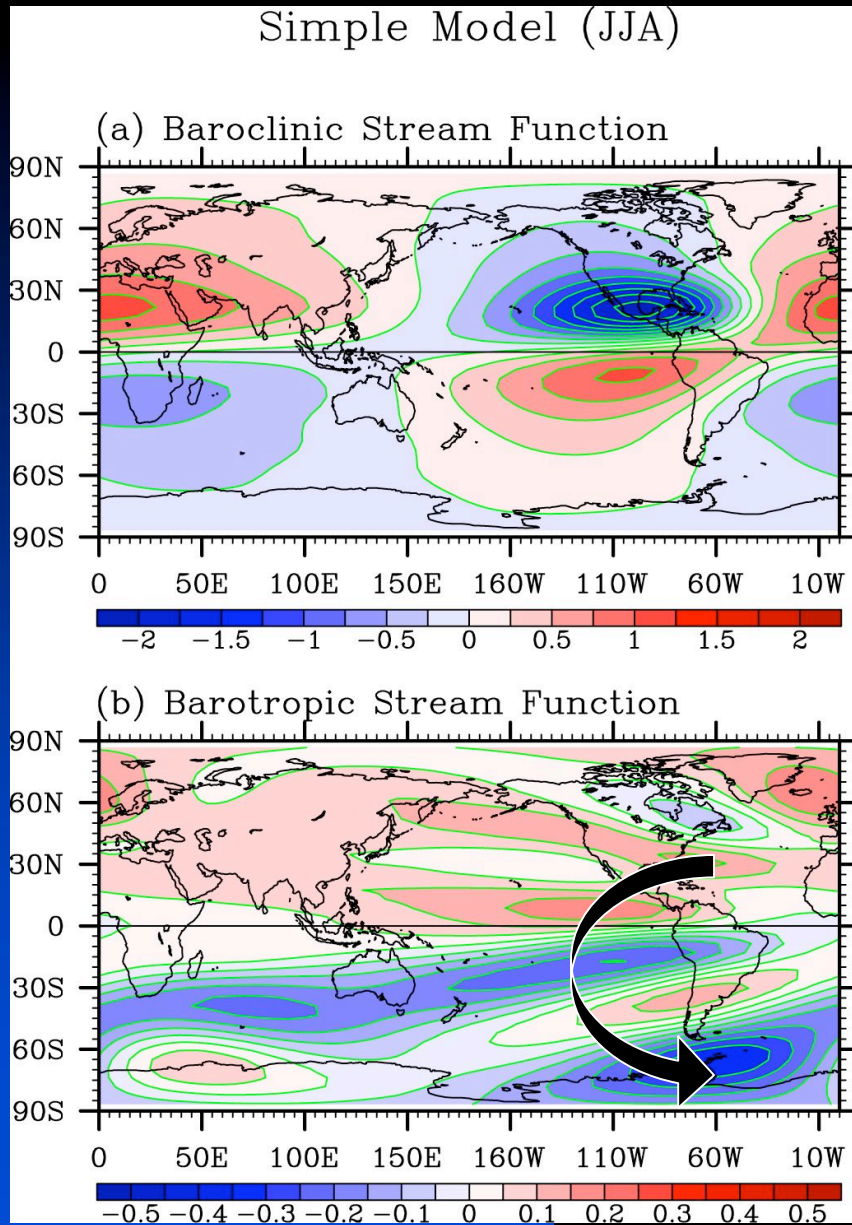 Simple Model (JJA)
(a) Baroclinic Stream Function
90N
60N
30N
0
30S
60S
90S
0 50E 100E 150E 160W 110W 60W 10W
−2 −1.5 −1 −0.5 0 0.5 1 1.5 2
(b) Barotropic Stream Function
90N
60N
30N
0
30S
60S
90S
0 50E 100E 150E 160W 110W 60W 10W
−0.5 −0.4 −0.3 −0.2 −0.1 0 0.1 0.2 0.3 0.4 0.5